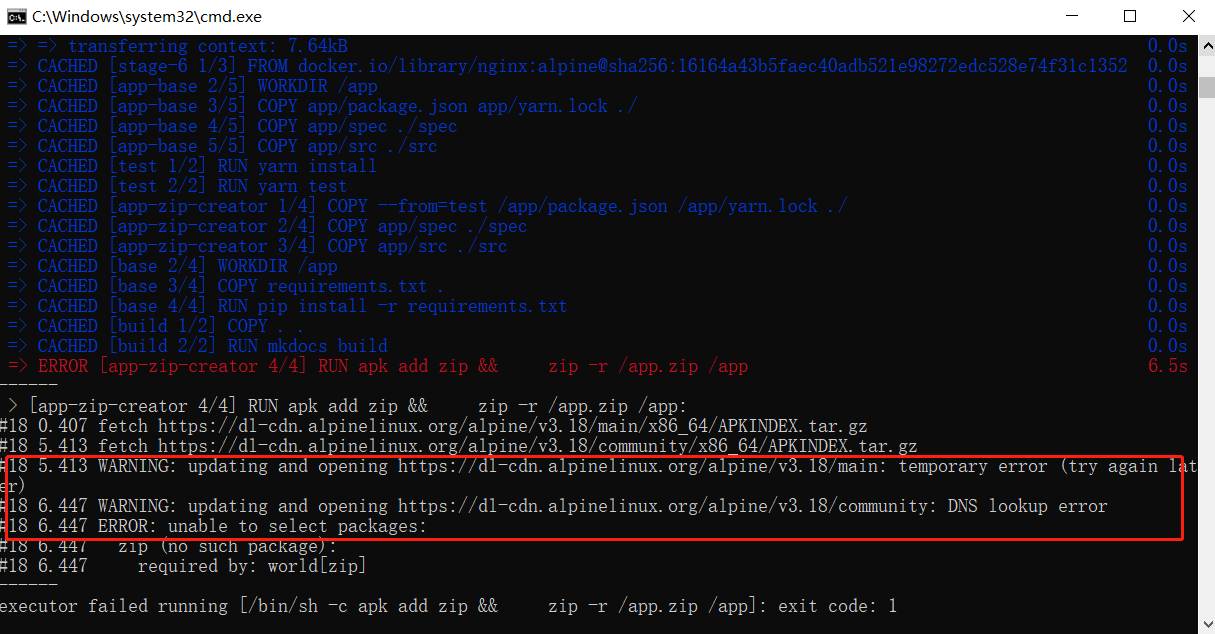 C:\Windows\system32\cmd.exe
=> => transferring context: 7.64kB 0.0s
=> CACHED [stage-6 1/3] FROM docker.io/library/nginx:alpine@sha256:16164a43b5faec40adb521e98272edc528e74f31c1352 0.0s
=> CACHED [app-base 2/5] WORKDIR /app 0.0s
=> CACHED [app-base 3/5] COPY app/package.json app/yarn.lock ./ 0.0s
=> CACHED [app-base 4/5] COPY app/spec ./spec 0.0s
=> CACHED [app-base 5/5] COPY app/src ./src 0.0s
=> CACHED [test 1/2] RUN yarn install 0.0s
=> CACHED [test 2/2] RUN yarn test 0.0s
=> CACHED [app-zip-creator 1/4] COPY --from=test /app/package.json /app/yarn.lock ./ 0.0s
=> CACHED [app-zip-creator 2/4] COPY app/spec ./spec 0.0s
=> CACHED [app-zip-creator 3/4] COPY app/src ./src 0.0s
=> CACHED [base 2/4] WORKDIR /app 0.0s
=> CACHED [base 3/4] COPY requirements.txt . 0.0s
=> CACHED [base 4/4] RUN pip install -r requirements.txt 0.0s
=> CACHED [build 1/2] COPY . . 0.0s
=> CACHED [build 2/2] RUN mkdocs build 0.0s
=> ERROR [app-zip-creator 4/4] RUN apk add zip &&     zip -r /app.zip /app 6.5s
------
> [app-zip-creator 4/4] RUN apk add zip &&     zip -r /app.zip /app:
#18 0.407 fetch https://dl-cdn.alpinelinux.org/alpine/v3.18/main/x86_64/APKINDEX.tar.gz
#18 5.413 fetch https://dl-cdn.alpinelinux.org/alpine/v3.18/community/x86_64/APKINDEX.tar.gz
#18 5.413 WARNING: updating and opening https://dl-cdn.alpinelinux.org/alpine/v3.18/main: temporary error (try again lat
er)
#18 6.447 WARNING: updating and opening https://dl-cdn.alpinelinux.org/alpine/v3.18/community: DNS lookup error
#18 6.447 ERROR: unable to select packages:
#18 6.447   zip (no such package):
#18 6.447     required by: world[zip]
------
executor failed running [/bin/sh -c apk add zip &&     zip -r /app.zip /app]: exit code: 1